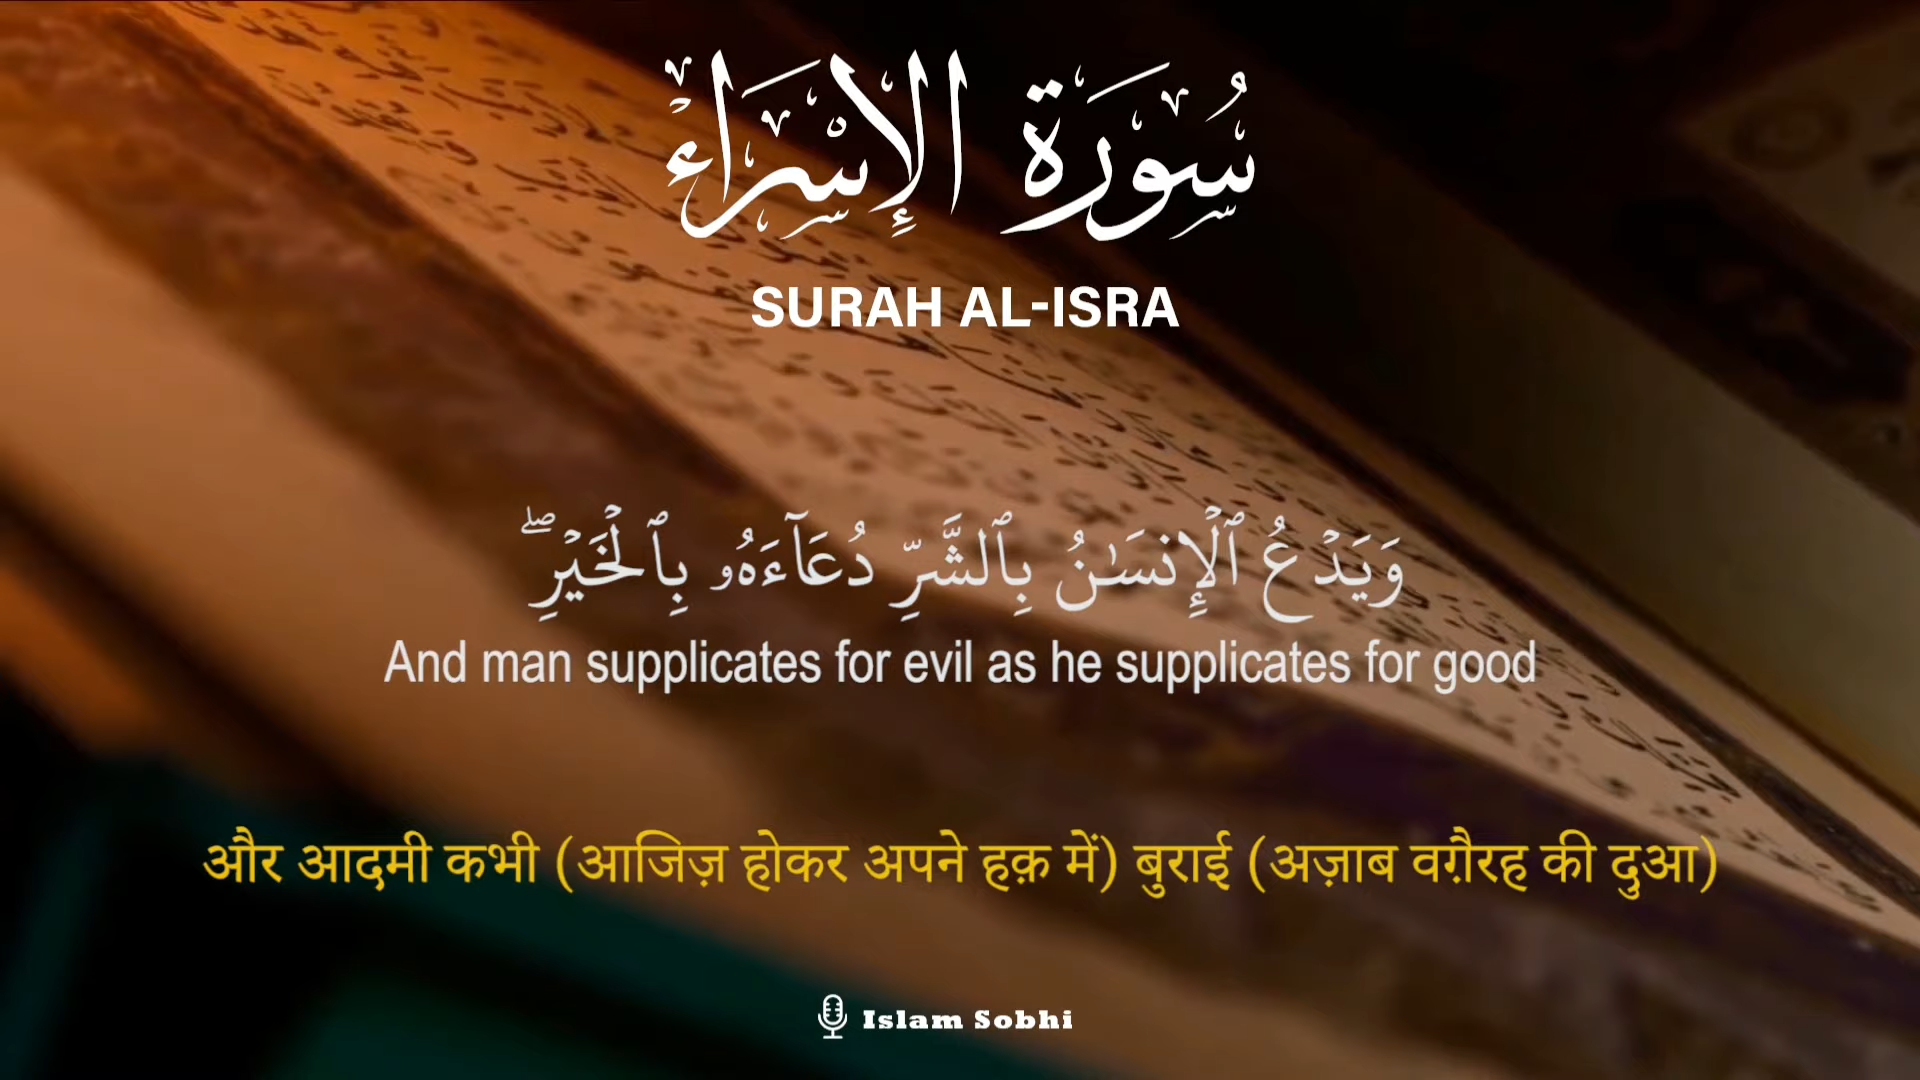 سُورَةُ الإِسْرَاءِ
SURAH AL-ISRA
وَيَدْعُ ٱلْإِنسَـٰنُ بِٱلشَّرِّ دُعَآءَهُۥ بِٱلْخَيْرِ ۖ
And man supplicates for evil as he supplicates for good
और आदमी कभी (आजिज़ होकर अपने हक़ में) बुराई (अज़ाब वग़ैरह की दुआ)
Islam Sobhi